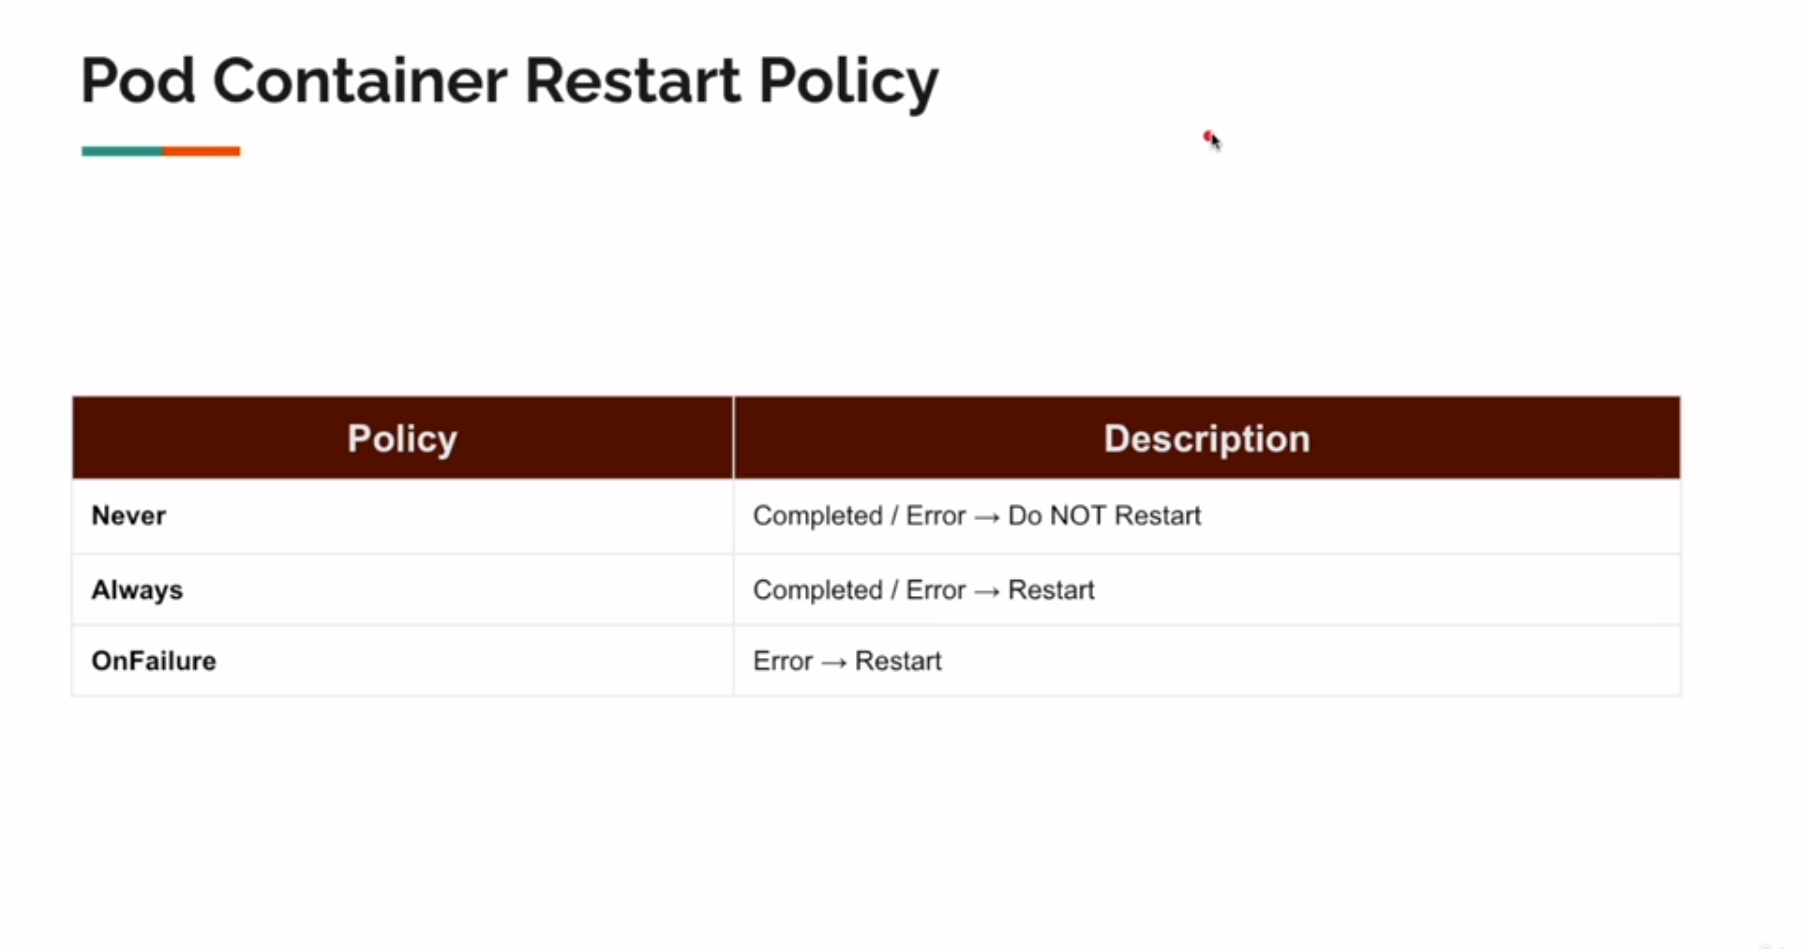 Pod Container Restart Policy
Policy Description
Never Completed / Error → Do NOT Restart
Always Completed / Error → Restart
OnFailure Error → Restart